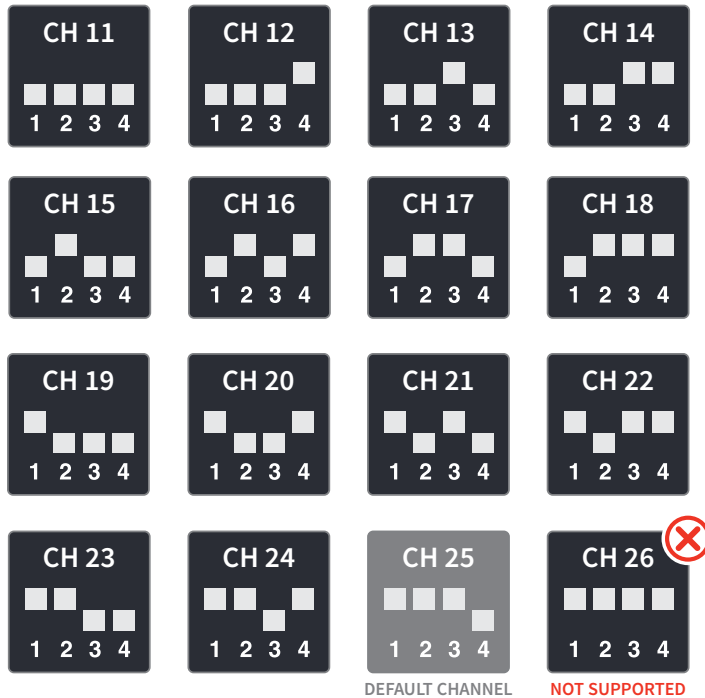 CH 11
1 2 3 4
CH 12
1 2 3 4
CH 13
1 2 3 4
CH 14
1 2 3 4
CH 15
1 2 3 4
CH 16
1 2 3 4
CH 17
1 2 3 4
CH 18
1 2 3 4
CH 19
1 2 3 4
CH 20
1 2 3 4
CH 21
1 2 3 4
CH 22
1 2 3 4
CH 23
1 2 3 4
CH 24
1 2 3 4
CH 25
1 2 3 4
DEFAULT CHANNEL
CH 26
1 2 3 4
NOT SUPPORTED